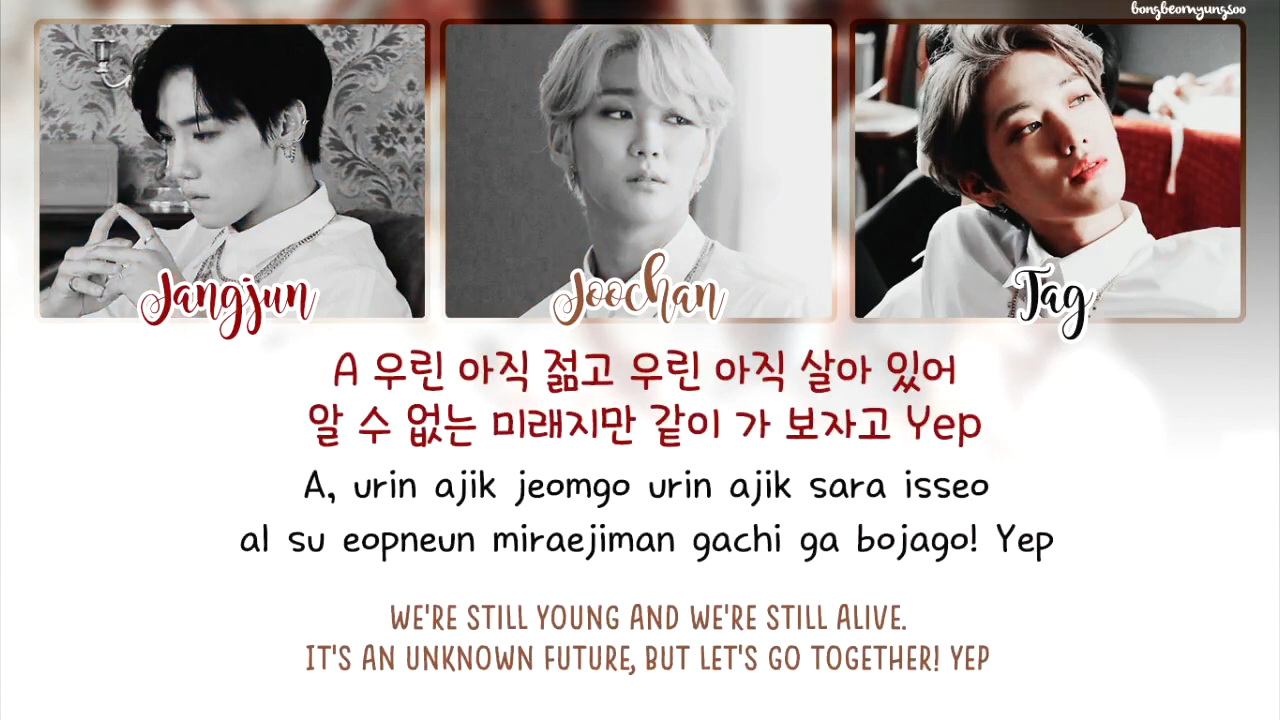 bongbeomyungsoo
Jangjun
Joochan
Tag
A 우린 아직 젊고 우린 아직 살아 있어
알 수 없는 미래지만 같이 가 보자고 Yep
A, urin ajik jeomgo urin ajik sara isseo
al su eopneun miraejiman gachi ga bojago! Yep
WE'RE STILL YOUNG AND WE'RE STILL ALIVE.
IT'S AN UNKNOWN FUTURE, BUT LET'S GO TOGETHER! YEP